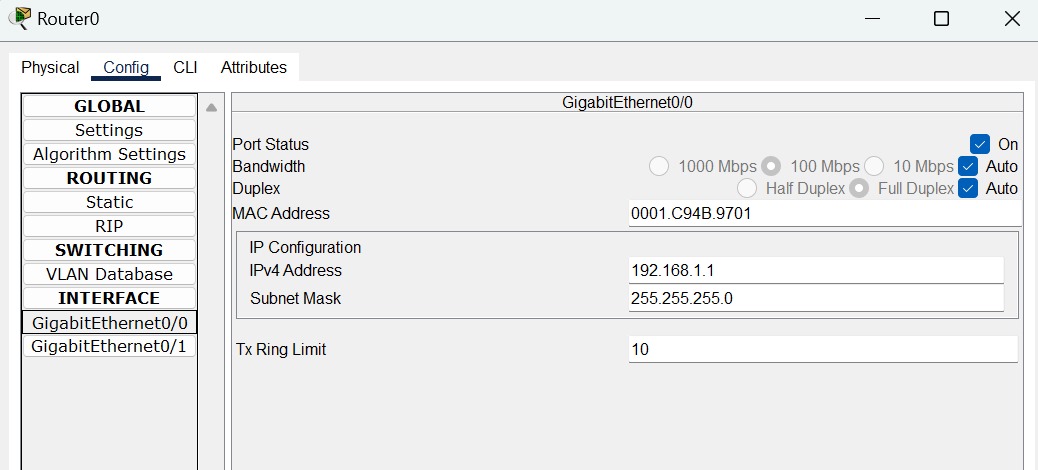 Router0
Physical Config CLI Attributes
GLOBAL
Settings
Algorithm Settings
ROUTING
Static
RIP
SWITCHING
VLAN Database
INTERFACE
GigabitEthernet0/0
GigabitEthernet0/1
GigabitEthernet0/0
Port Status On
Bandwidth 1000 Mbps 100 Mbps 10 Mbps Auto
Duplex Half Duplex Full Duplex Auto
MAC Address 0001.C94B.9701
IP Configuration
IPv4 Address 192.168.1.1
Subnet Mask 255.255.255.0
Tx Ring Limit 10